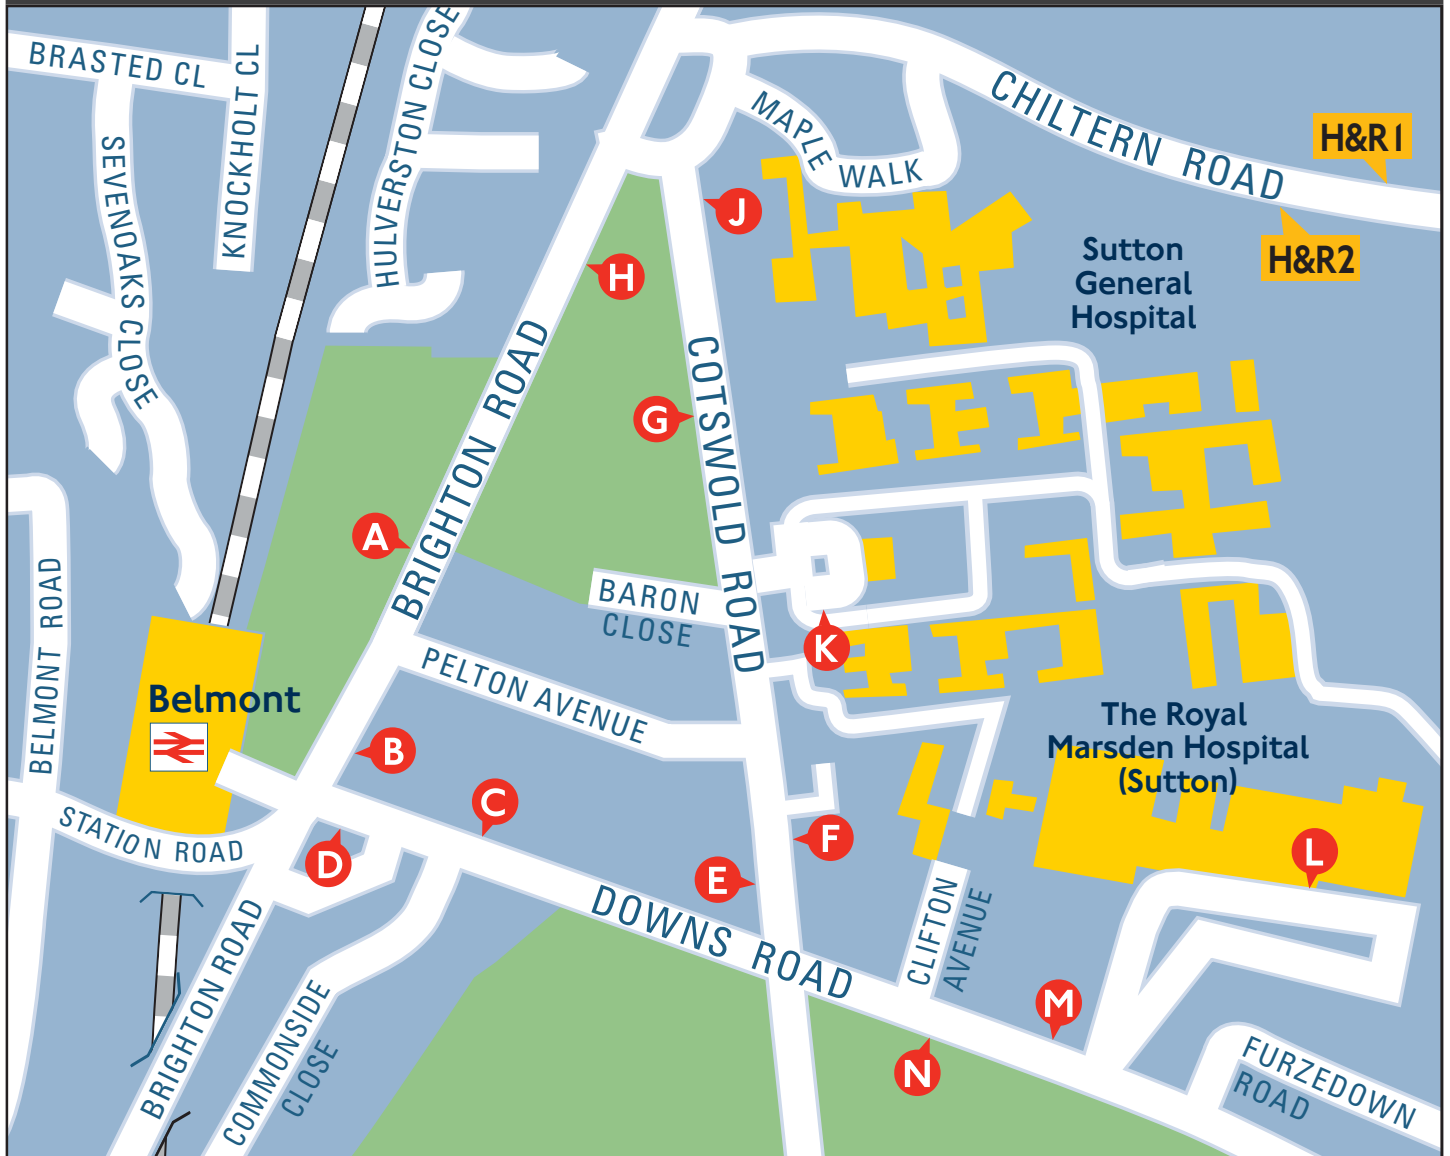 BRASTED CL
KNOCKHOLT CL
SEVENOAKS CLOSE
HULVERSTON CLOSE
MAPLE
WALK
CHILTERN ROAD
H&R1
H&R2
J
H
Sutton
General
Hospital
G
COTSWOLD ROAD
BRIGHTON ROAD
A
BARON
CLOSE
K
BELMONT ROAD
PELTON AVENUE
Belmont
The Royal
Marsden Hospital
(Sutton)
B
C
STATION ROAD
D
F
E
L
DOWNS ROAD
CLIFTON
AVENUE
M
N
BRIGHTON ROAD
COMMONSIDE
CLOSE
FURZEDOWN
ROAD